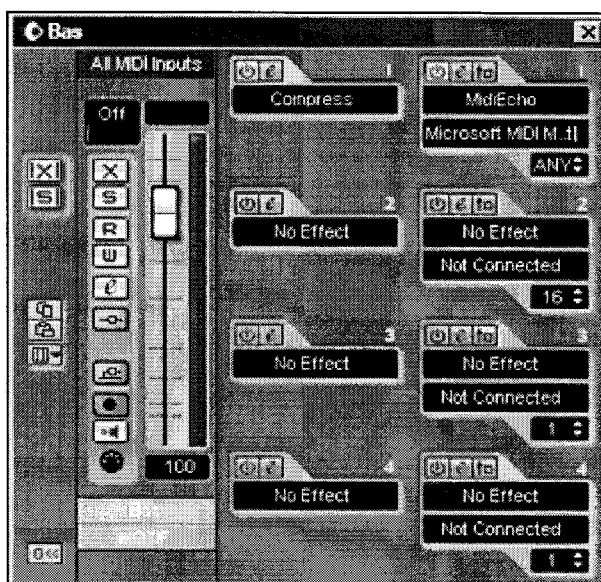 Bas
All MDI Inputs
Off
X
S
X
S
R
W
e
100
1
Compress
2
No Effect
3
No Effect
4
No Effect
1
MidiEcho
Microsoft MIDI M..t
ANY
2
No Effect
Not Connected
16
3
No Effect
Not Connected
1
4
No Effect
Not Connected
1